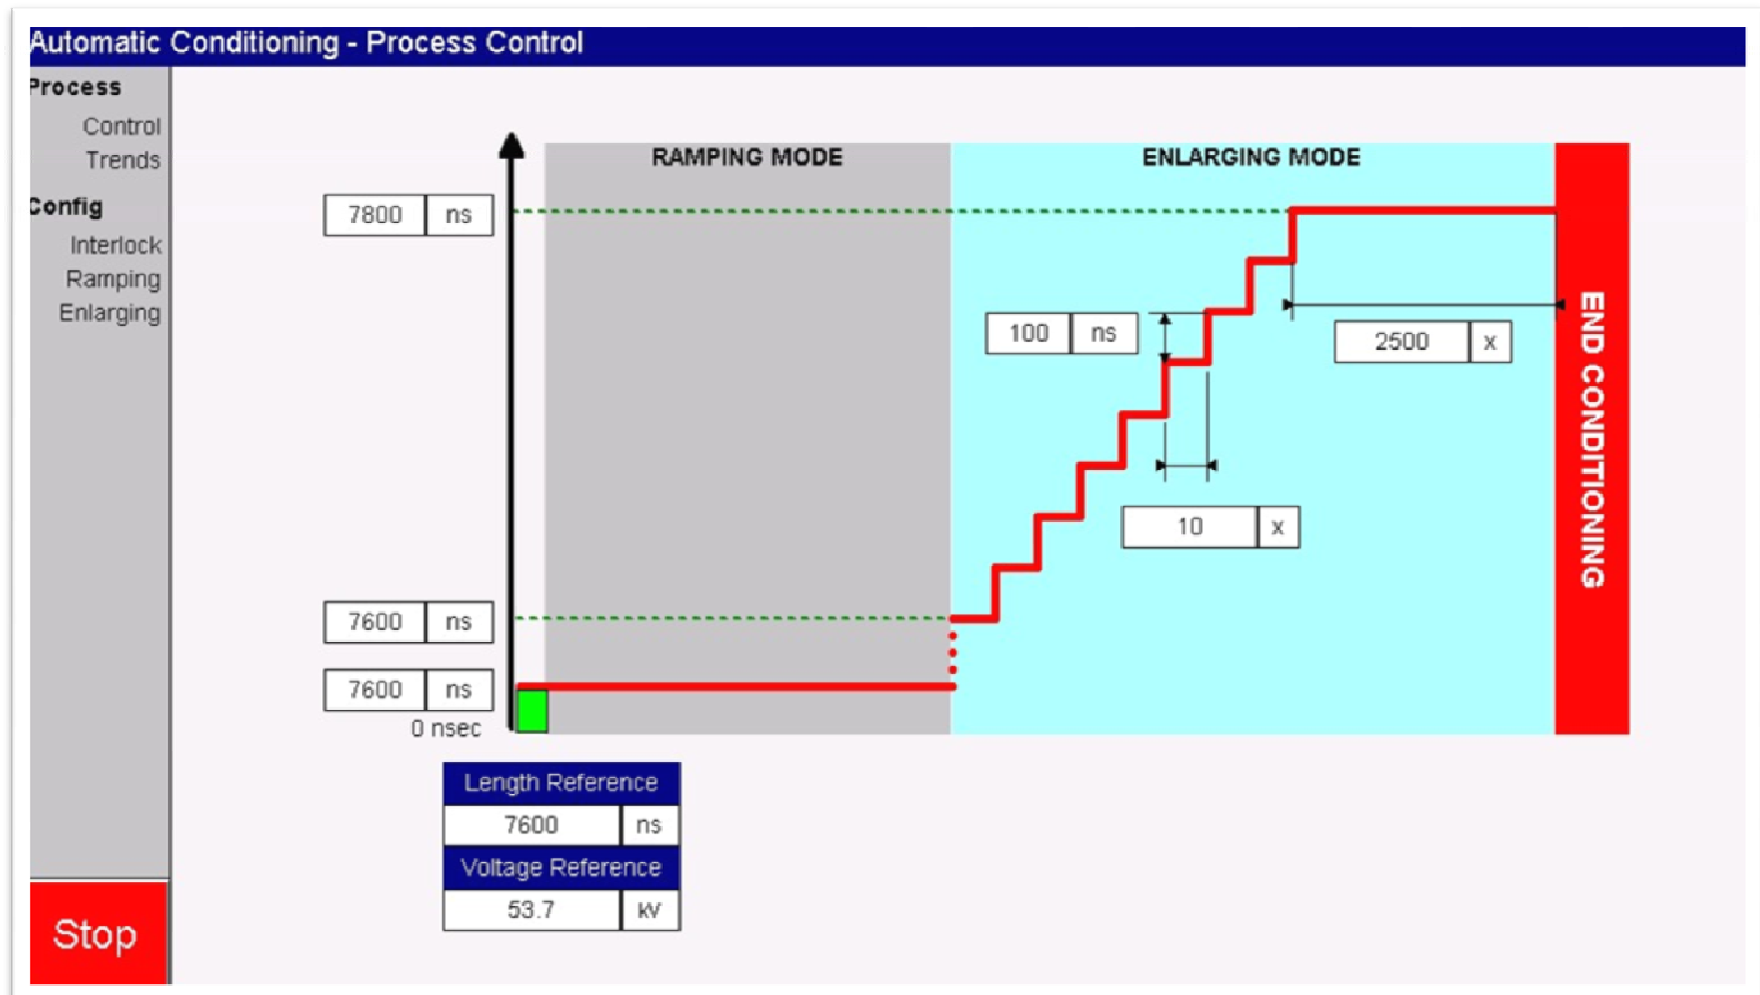 Automatic Conditioning - Process Control
Process
Control
Trends
Config
Interlock
Ramping
Enlarging
Stop
RAMPING MODE
ENLARGING MODE
7800 ns
100 ns
2500 x
10 x
END CONDITIONING
7600 ns
7600 ns
0 nsec
Length Reference
7600 ns
Voltage Reference
53.7 kV